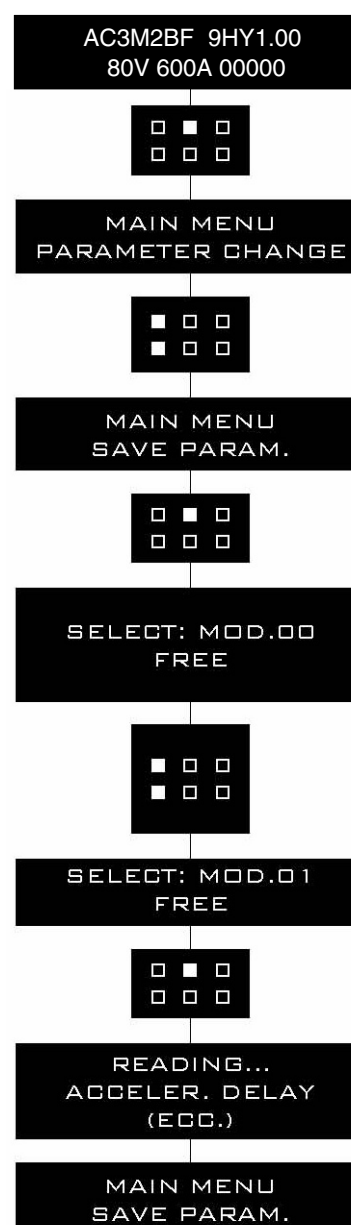 AC3M2BF 9HY1.00
80V 600A 00000
MAIN MENU
PARAMETER CHANGE
MAIN MENU
SAVE PARAM.
SELECT: MOD.00
FREE
SELECT: MOD.01
FREE
READING...
ACCELER. DELAY
(ECC.)
MAIN MENU
SAVE PARAM.